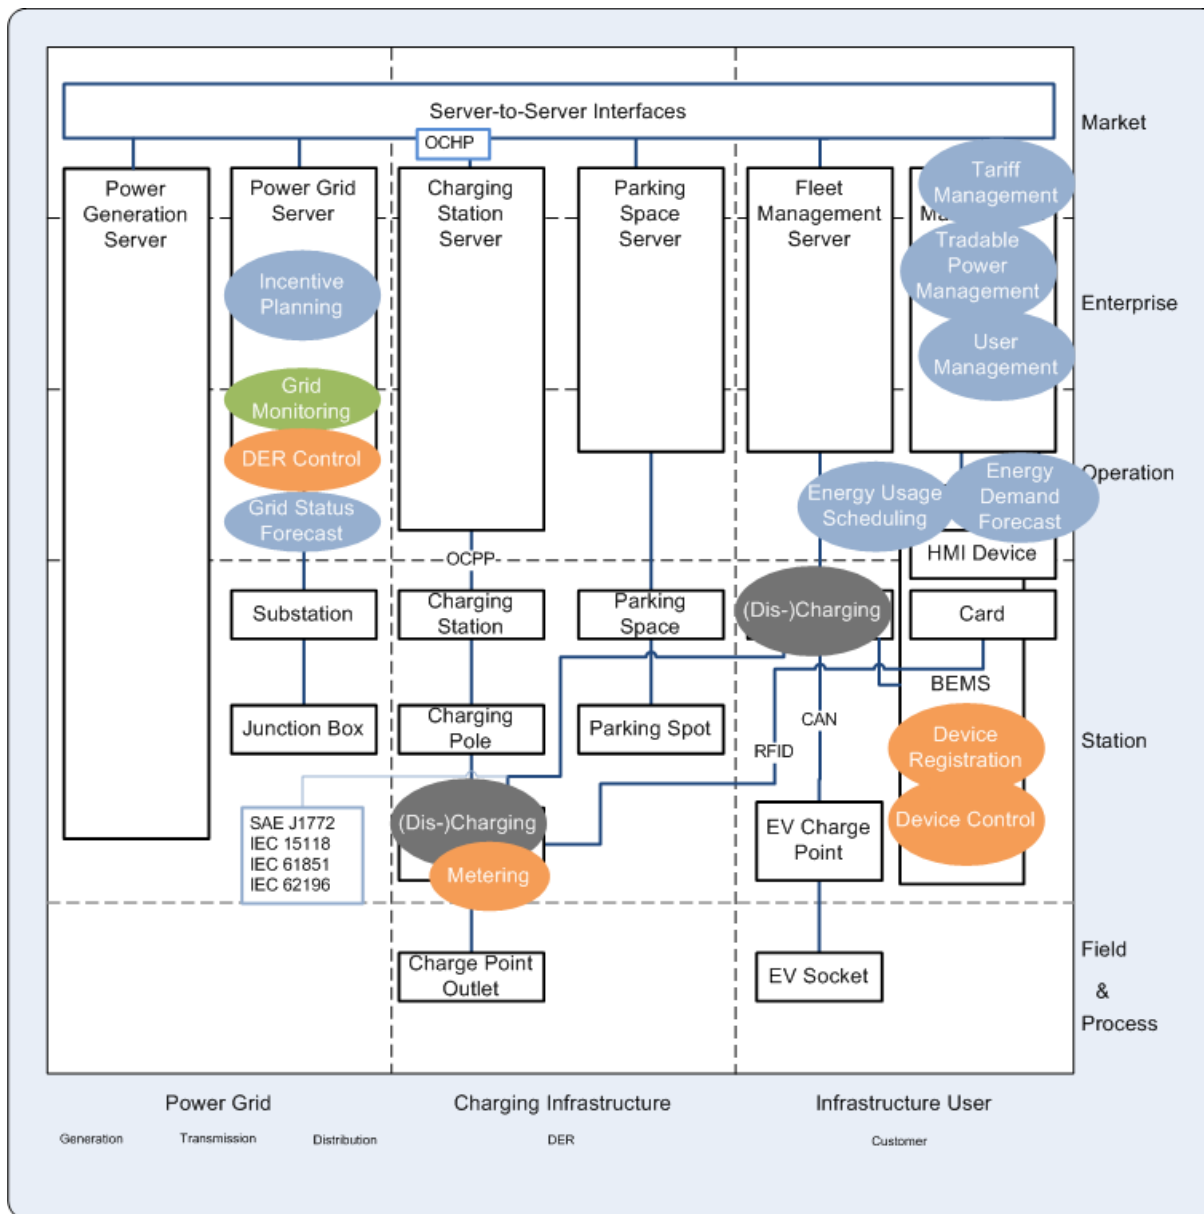 Server-to-Server Interfaces
Market
OCHP
Power
Generation
Server
Power Grid
Server
Charging
Station
Server
Parking
Space
Server
Fleet
Management
Server
Tariff
Management
Tradable
Power
Management
User
Management
Enterprise
Incentive
Planning
Grid
Monitoring
DER Control
Grid Status
Forecast
Energy Usage
Scheduling
Energy
Demand
Forecast
Operation
HMI Device
OCPP
Substation
Charging
Station
Parking
Space
(Dis-)Charging
Card
BEMS
Junction Box
Charging
Pole
Parking Spot
RFID
CAN
Device
Registration
Station
SAE J1772
IEC 15118
IEC 61851
IEC 62196
(Dis-)Charging
Metering
EV Charge
Point
Device Control
Charge Point
Outlet
EV Socket
Field
&
Process
Power Grid
Charging Infrastructure
Infrastructure User
Generation
Transmission
Distribution
DER
Customer